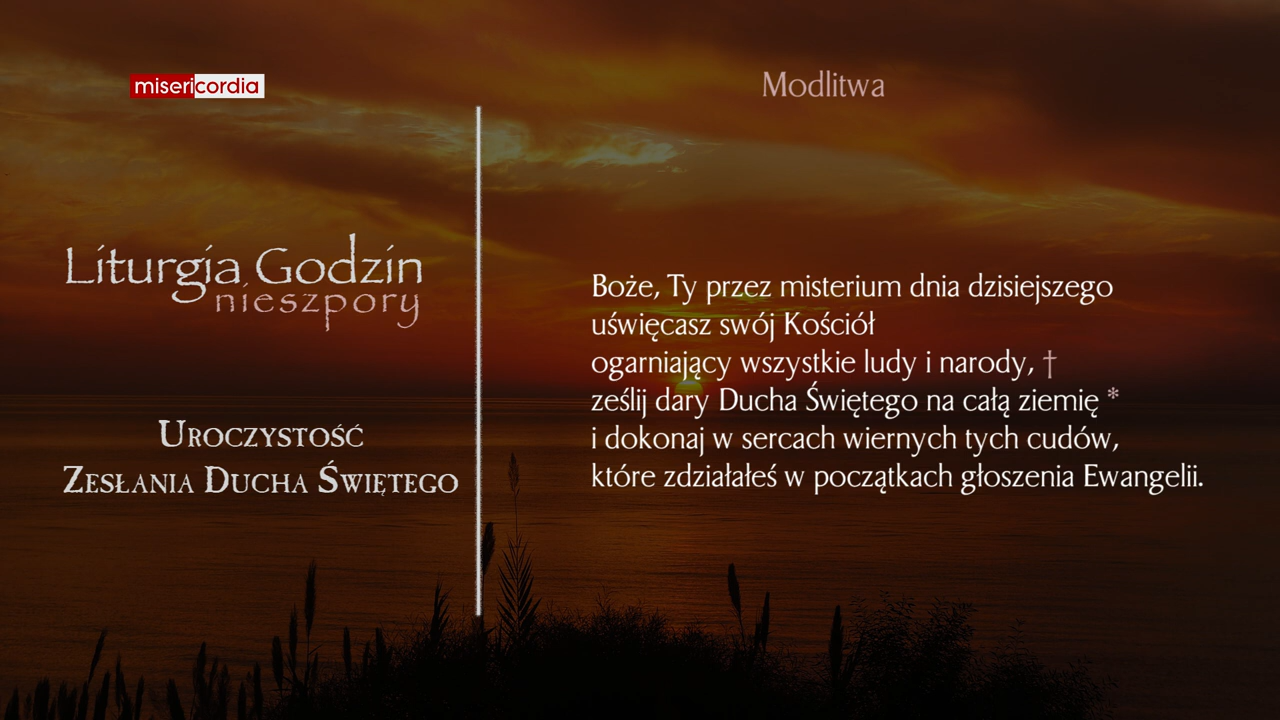 misericordia
Liturgia Godzin
nieszpory
Uroczystość
Zesłania Ducha Świętego
Modlitwa
Boże, Ty przez misterium dnia dzisiejszego
uświęcasz swój Kościół
ogarniający wszystkie ludy i narody, †
ześlij dary Ducha Świętego na całą ziemię *
i dokonaj w sercach wiernych tych cudów,
które zdziałałeś w początkach głoszenia Ewangelii.